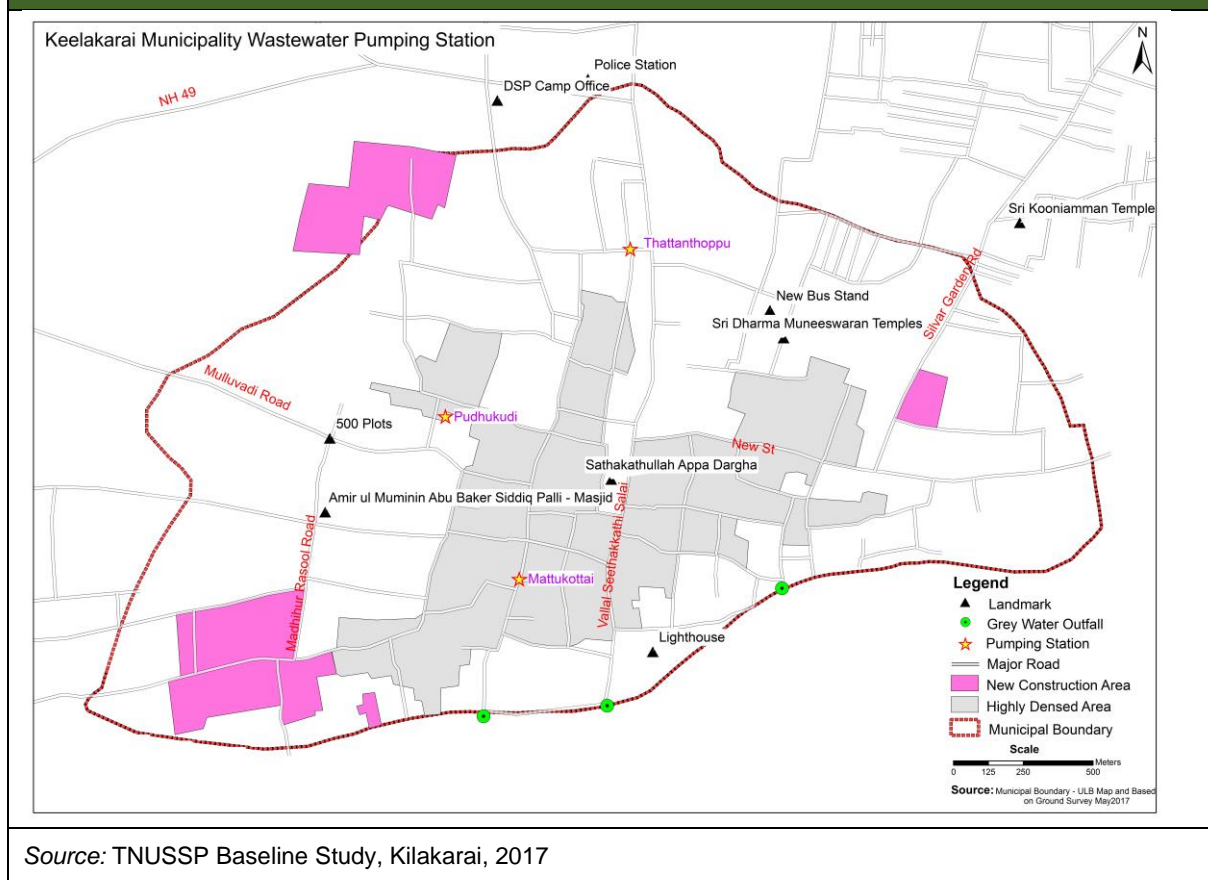 Keelakarai Municipality Wastewater Pumping Station
N
Police Station
DSP Camp Office
NH 49
Sri Kooniamman Temple
Thattanthoppu
Silvar Garden Rd
New Bus Stand
Sri Dharma Muneeswaran Temples
Mulluvadi Road
Pudhukudi
500 Plots
New St
Sathakathullah Appa Dargha
Amir ul Muminin Abu Baker Siddiq Palli - Masjid
Vallal Seethakkathi Salai
Madhihur Rasool Road
Mattukottai
Lighthouse
Legend
Landmark
Grey Water Outfall
Pumping Station
Major Road
New Construction Area
Highly Densed Area
Municipal Boundary
Scale
Meters
0 125 250 500
Source: Municipal Boundary - ULB Map and Based
on Ground Survey May2017
Source: TNUSSP Baseline Study, Kilakarai, 2017